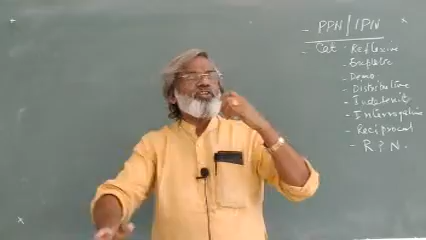 - PPN/IPN
- Cat. Reflexive
- Emphatic
- Demo
- Distributive
- Indefinite
- Interrogative
- Reciprocal
- R P N.